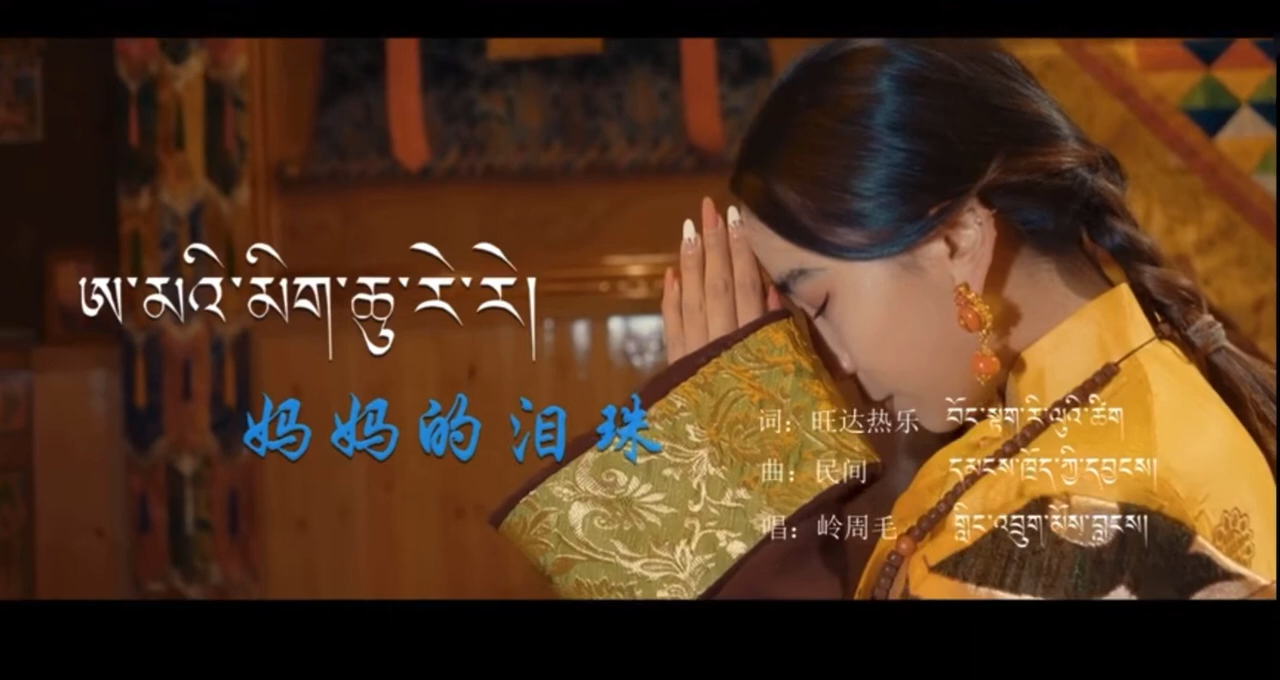 ཨ་མའི་མིག་ཆུ་རེ་རེ།
妈妈的泪珠
词：旺达热乐 བོང་སྟག་རི་ལུའི་ཚིག
曲：民间 དམངས་ཁྲོད་ཀྱི་དབྱངས།
唱：岭周毛 གླིང་འབྲུག་མོས་བླངས།